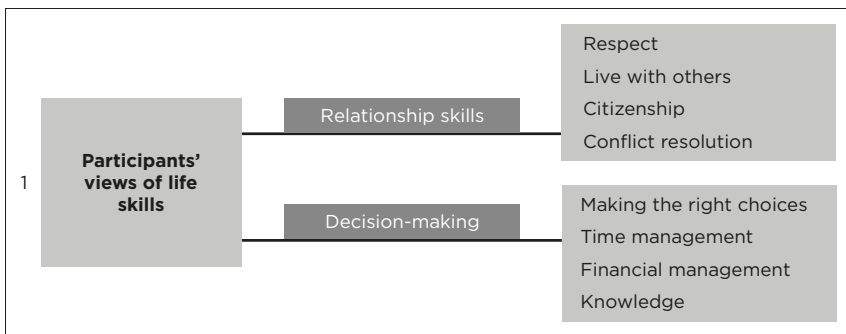 1
Participants’
views of life
skills
Relationship skills
Respect
Live with others
Citizenship
Conflict resolution
Decision-making
Making the right choices
Time management
Financial management
Knowledge